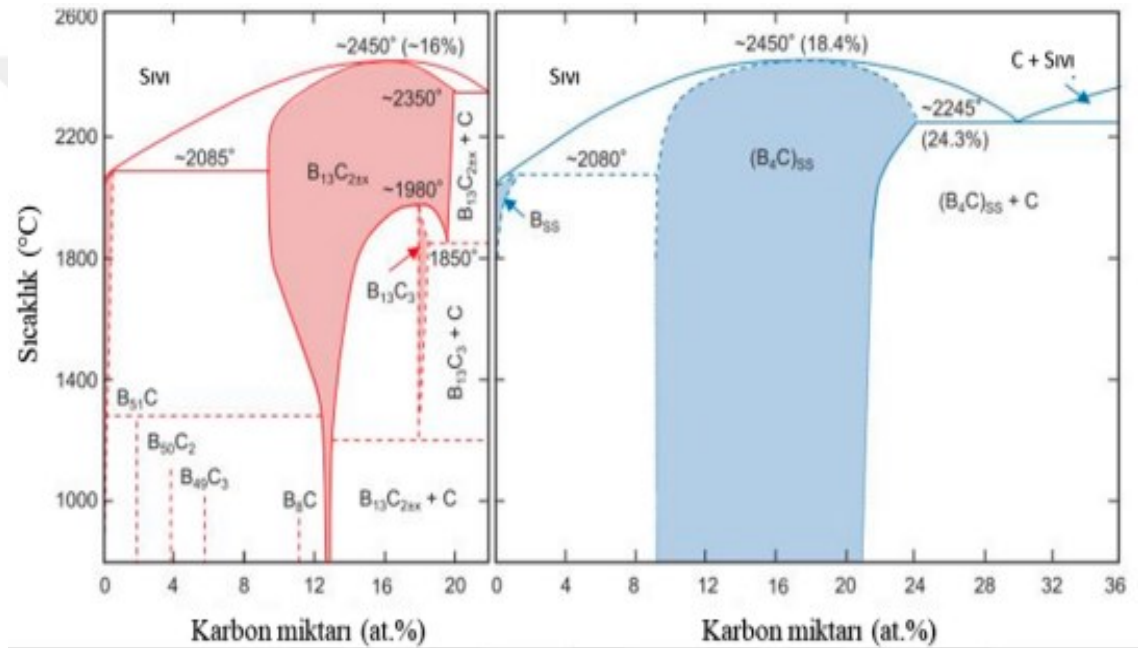 Sıcaklık (°C)
2600
2200
1800
1400
1000
~2450° (~16%)
Sıvı
~2350°
~2085°
B₁₃C₂±ₓ
B₁₃C₂±ₓ + C
~1980°
1850°
B₁₃C₃
B₁₃C₃ + C
B₅₁C
B₅₀C₂
B₄₉C₃
B₈C
B₁₃C₂±ₓ + C
0 4 8 12 16 20
Karbon miktarı (at.%)
~2450° (18.4%)
Sıvı
C + Sıvı
~2245°
(24.3%)
~2080°
(B₄C)ss
Bss
(B₄C)ss + C
0 4 8 12 16 20 24 28 32 36
Karbon miktarı (at.%)